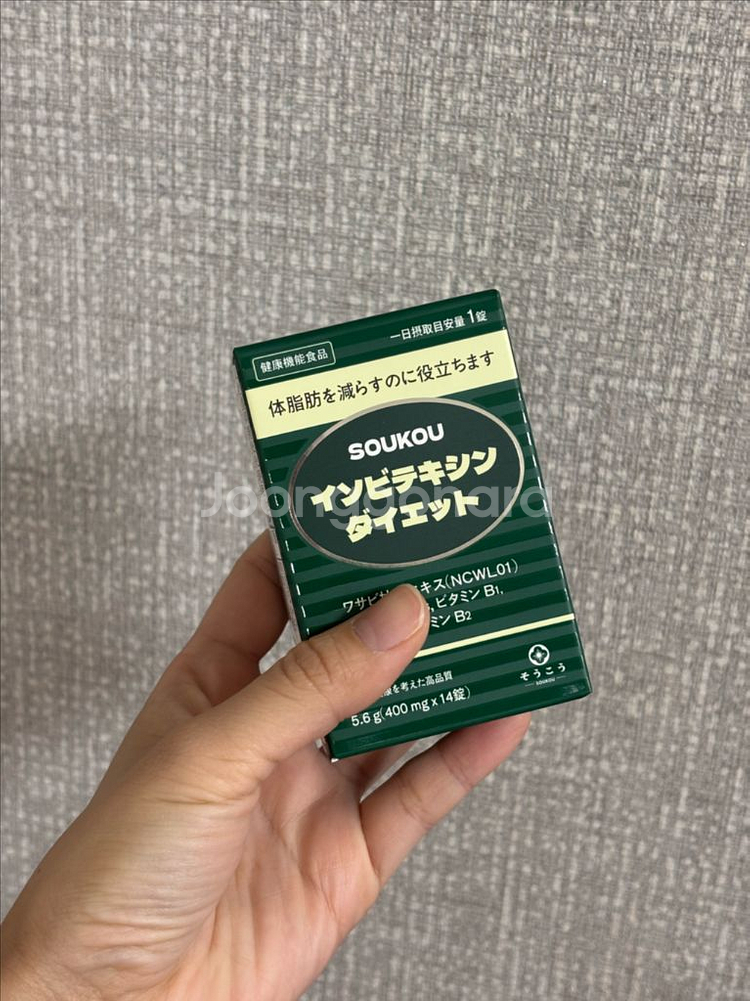 一日摂取目安量1錠
健康機能食品
体脂肪を減らすのに役立ちます
SOUKOU
イソビテキシン
ダイエット
Joonggonara
ワサビ キス(NCWL01)
ビタミン B1,
ミン B2
を考えた高品質
5.6g(400 mg x 14錠)
そうこう
SOUKOU